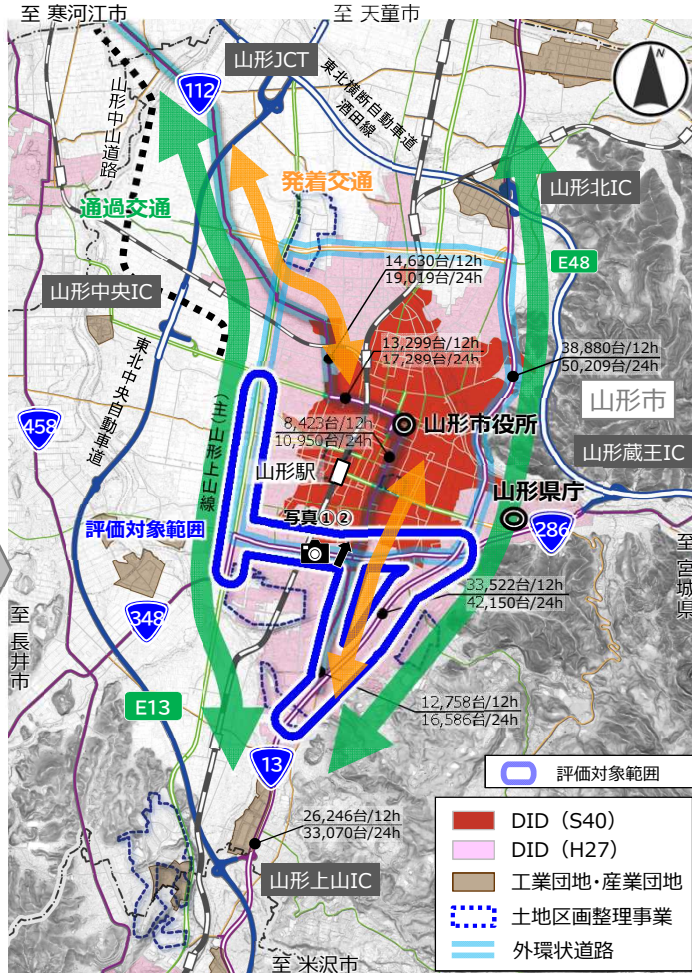 至 寒河江市
至 天童市
山形JCT
112
東北横断自動車道
酒田線
N
山形中山道路
発着交通
通過交通
山形北IC
E48
14,630台/12h
19,019台/24h
山形中央IC
13,299台/12h
17,289台/24h
38,880台/12h
50,209台/24h
東北中央自動車道
山形市
(主)山形上山線
458
8,423台/12h
10,950台/24h
山形市役所
山形蔵王IC
山形駅
山形県庁
評価対象範囲
写真①②
286
至 宮城県
33,522台/12h
42,150台/24h
348
至 長井市
12,758台/12h
16,586台/24h
E13
13
評価対象範囲
26,246台/12h
33,070台/24h
DID（S40）
DID（H27）
山形上山IC
工業団地・産業団地
土地区画整理事業
外環状道路
至 米沢市